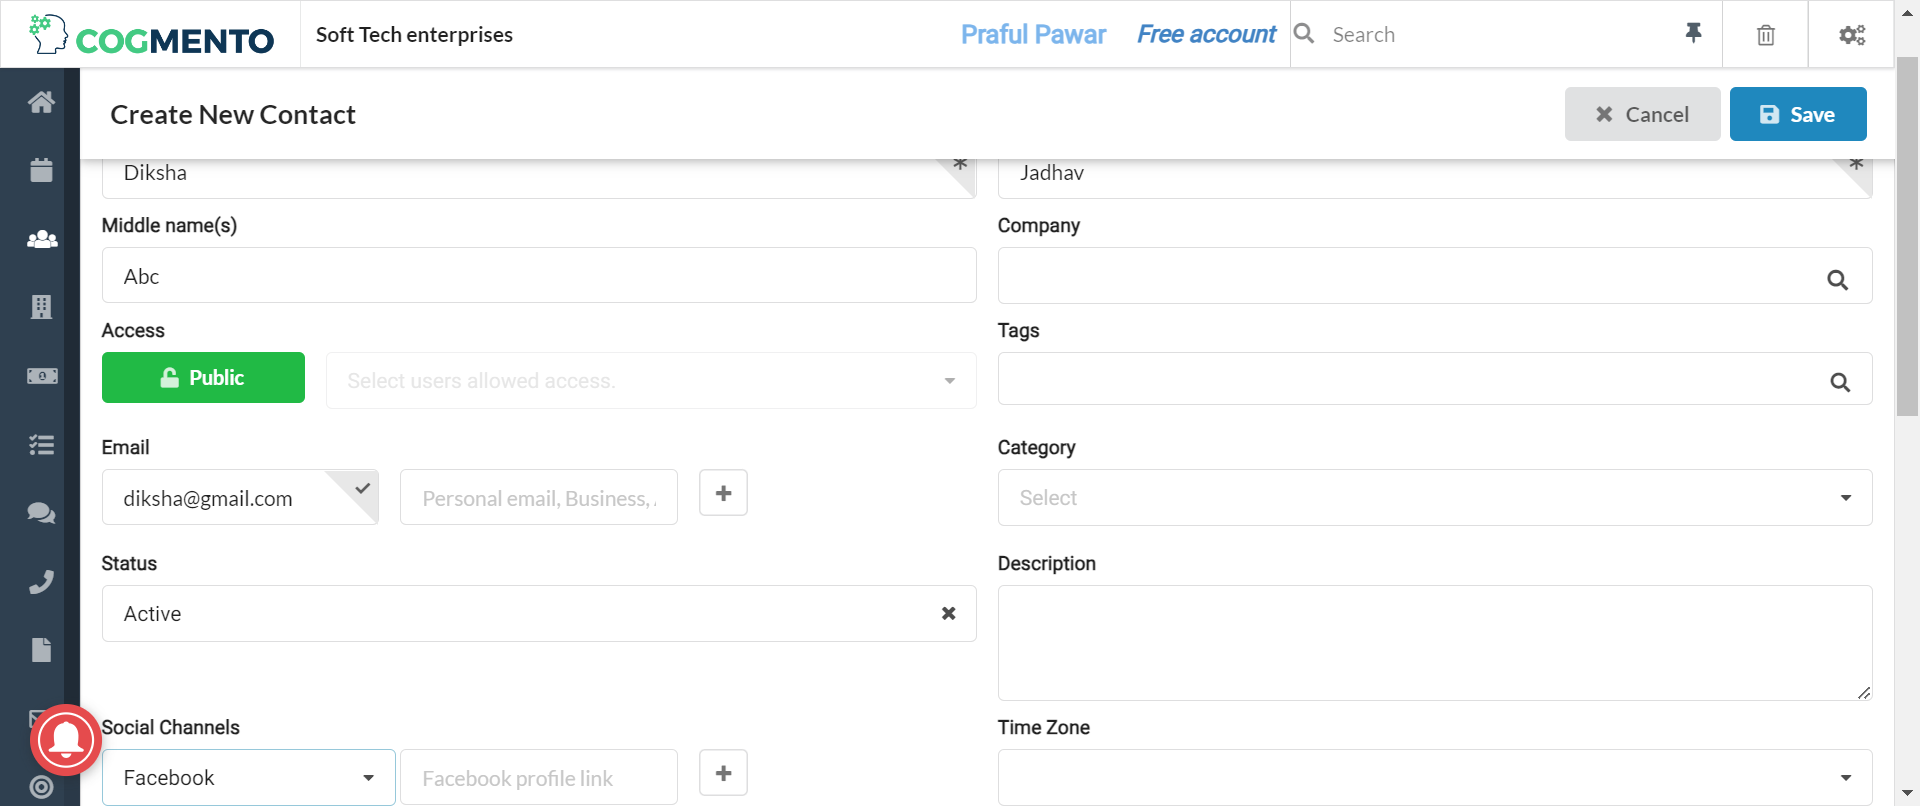 COGMENTO
Soft Tech enterprises
Praful Pawar
Free account
Search
Create New Contact
Cancel
Save
Diksha
*
Jadhav
*
Middle name(s)
Company
Abc
Access
Tags
Public
Select users allowed access.
Email
Category
diksha@gmail.com
Personal email, Business,
Select
Status
Description
Active
Social Channels
Time Zone
Facebook
Facebook profile link